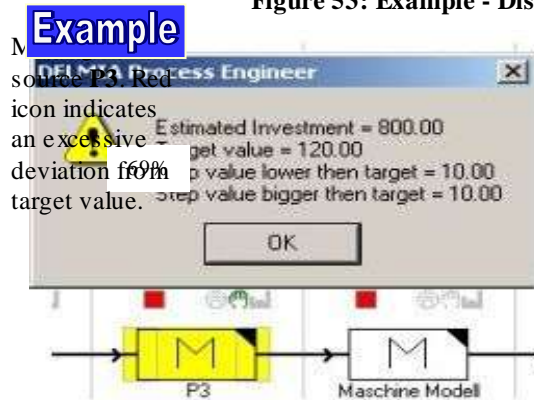 Figure 53: Example - Dis
Example
M
DELMIA Process Engineer
source P3. Red
icon indicates
an excessive
deviation from
target value.
Estimated Investment = 800.00
get value = 120.00
f69%
p value lower then target = 10.00
Step value bigger then target = 10.00
OK
M
M
P3
Maschine Modell